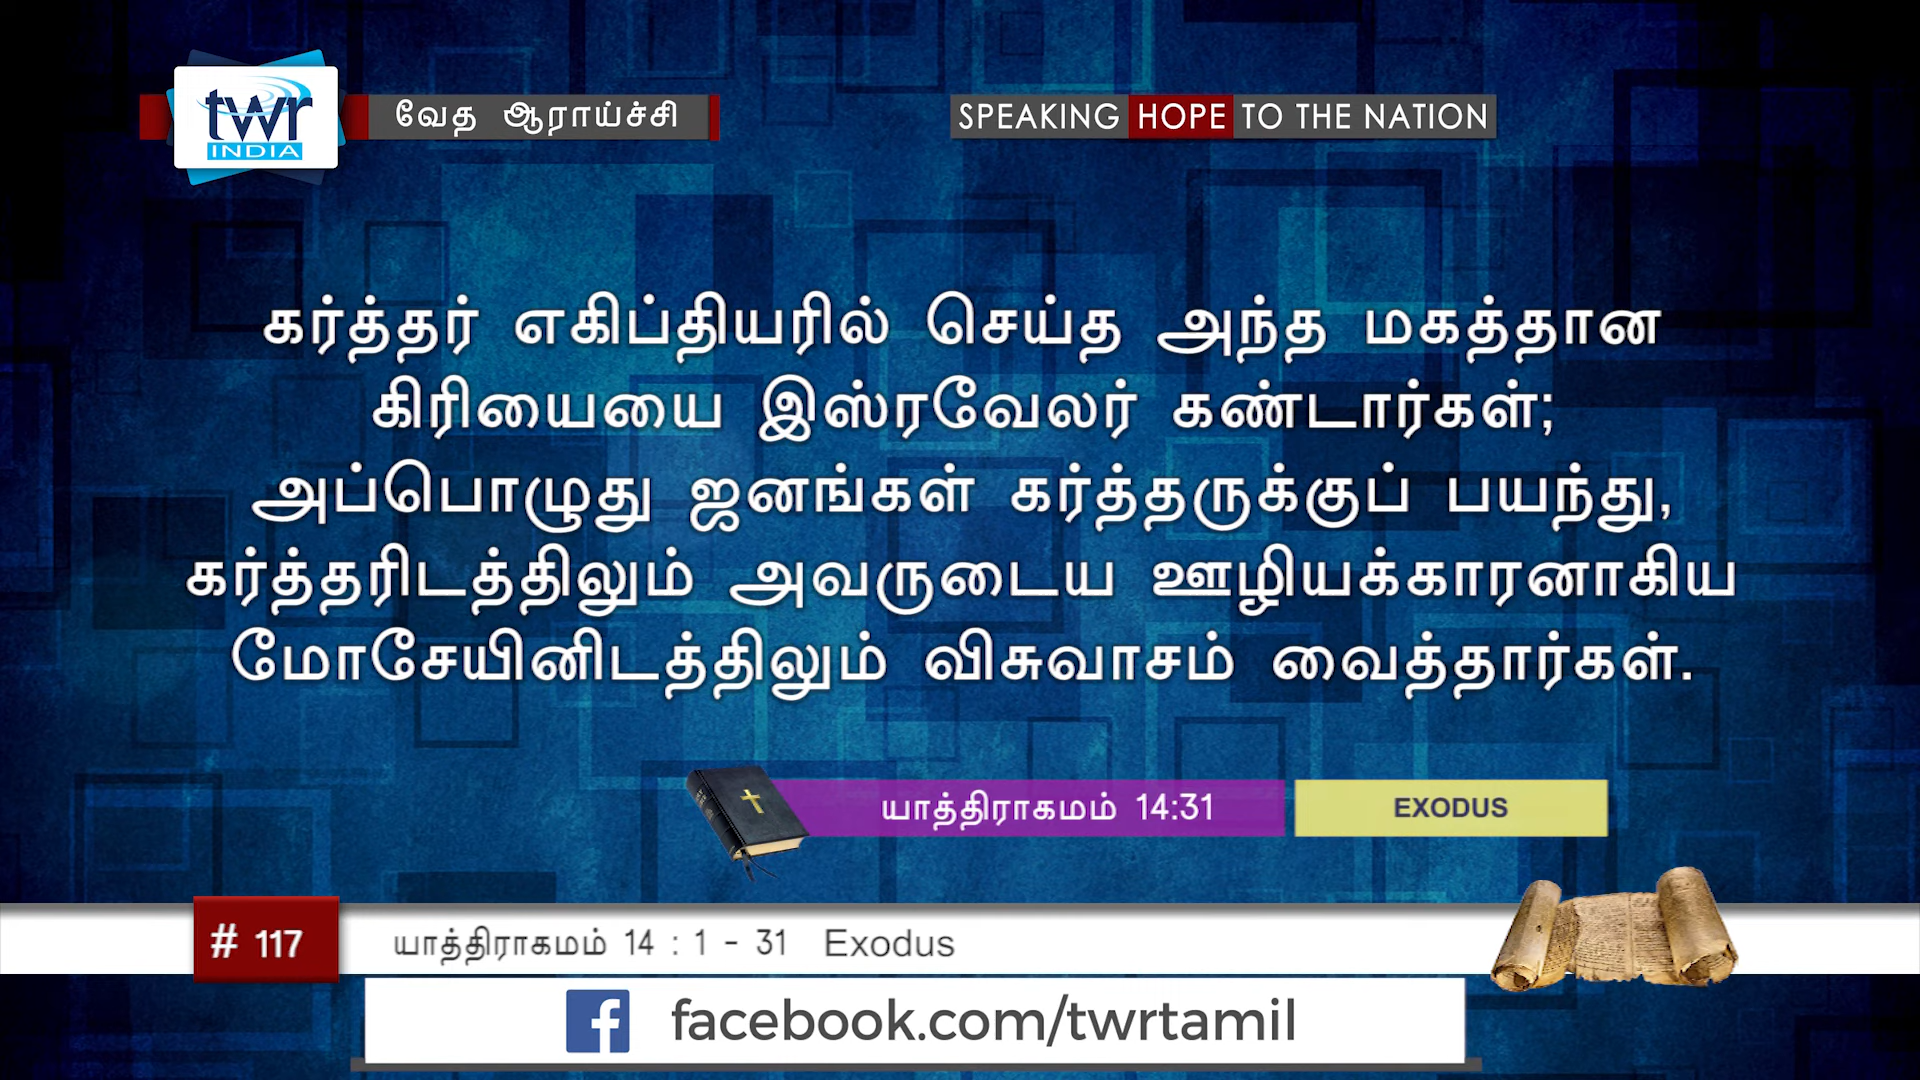 twr
INDIA
வேத ஆராய்ச்சி
SPEAKING HOPE TO THE NATION
கர்த்தர் எகிப்தியரில் செய்த அந்த மகத்தான
கிரியையை இஸ்ரவேலர் கண்டார்கள்;
அப்பொழுது ஜனங்கள் கர்த்தருக்குப் பயந்து,
கர்த்தரிடத்திலும் அவருடைய ஊழியக்காரனாகிய
மோசேயினிடத்திலும் விசுவாசம் வைத்தார்கள்.
யாத்திராகமம் 14:31
EXODUS
# 117
யாத்திராகமம் 14 : 1 - 31 Exodus
facebook.com/twrtamil